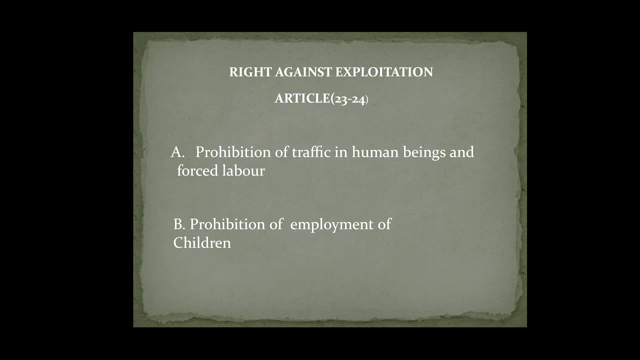 RIGHT AGAINST EXPLOITATION
ARTICLE(23-24)
A. Prohibition of traffic in human beings and
forced labour
B. Prohibition of employment of
Children